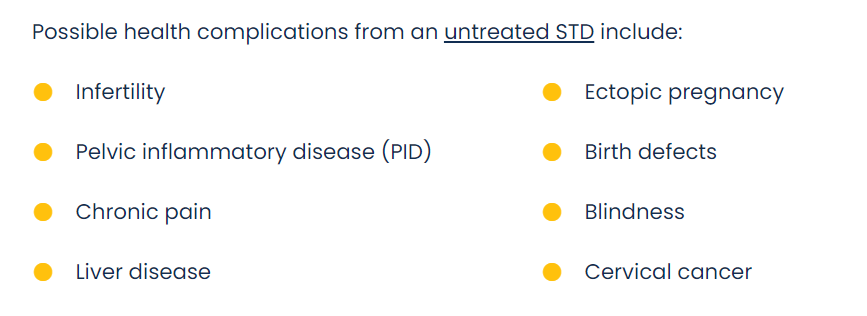 Possible health complications from an untreated STD include:
Infertility
Pelvic inflammatory disease (PID)
Chronic pain
Liver disease
Ectopic pregnancy
Birth defects
Blindness
Cervical cancer